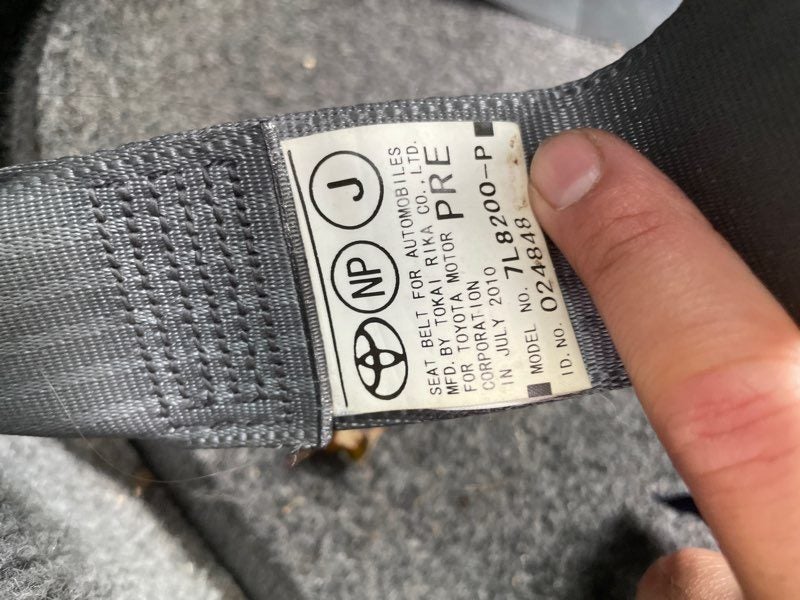 NP J
SEAT BELT FOR AUTOMOBILES
MFD. BY TOKAI RIKA CO., LTD.
FOR TOYOTA MOTOR PRE
CORPORATION
IN JULY 2010
MODEL NO. 7L8200-P
ID. NO. 024848